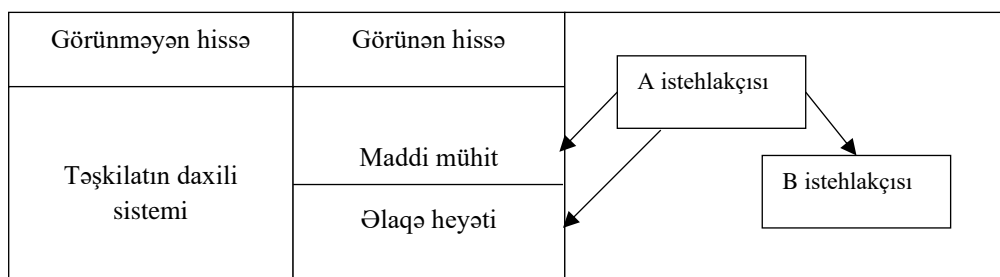 Görünməyən hissə
Görünən hissə
A istehlakçısı
Maddi mühit
Təşkilatın daxili
sistemi
B istehlakçısı
Əlaqə heyəti